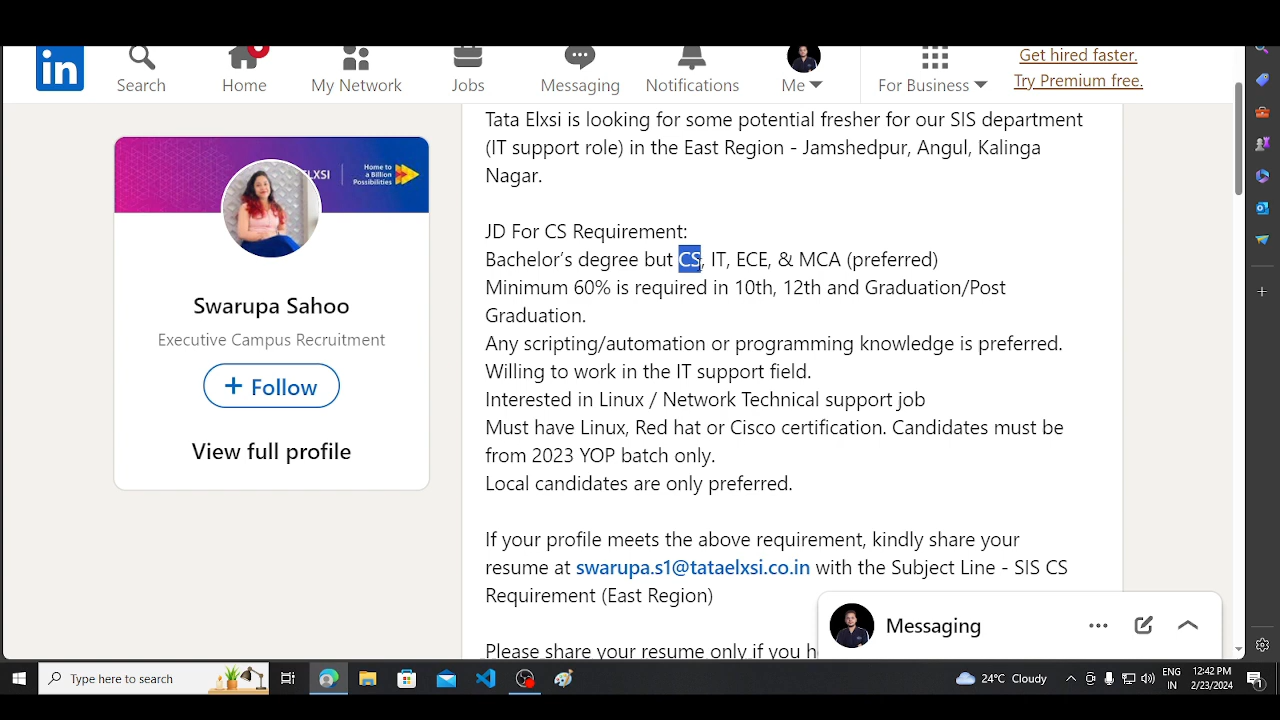 in
Search
Home
My Network
Jobs
Messaging
Notifications
Me
For Business
Get hired faster.
Try Premium free.
ELXSI
Home to
a Billion
Possibilities
Swarupa Sahoo
Executive Campus Recruitment
+ Follow
View full profile
Tata Elxsi is looking for some potential fresher for our SIS department
(IT support role) in the East Region - Jamshedpur, Angul, Kalinga
Nagar.
JD For CS Requirement:
Bachelor’s degree but CS, IT, ECE, & MCA (preferred)
Minimum 60% is required in 10th, 12th and Graduation/Post
Graduation.
Any scripting/automation or programming knowledge is preferred.
Willing to work in the IT support field.
Interested in Linux / Network Technical support job
Must have Linux, Red hat or Cisco certification. Candidates must be
from 2023 YOP batch only.
Local candidates are only preferred.
If your profile meets the above requirement, kindly share your
resume at swarupa.s1@tataelxsi.co.in with the Subject Line - SIS CS
Requirement (East Region)
Please share your resume only if you h
Messaging
Type here to search
24°C Cloudy
ENG
IN
12:42 PM
2/23/2024
1